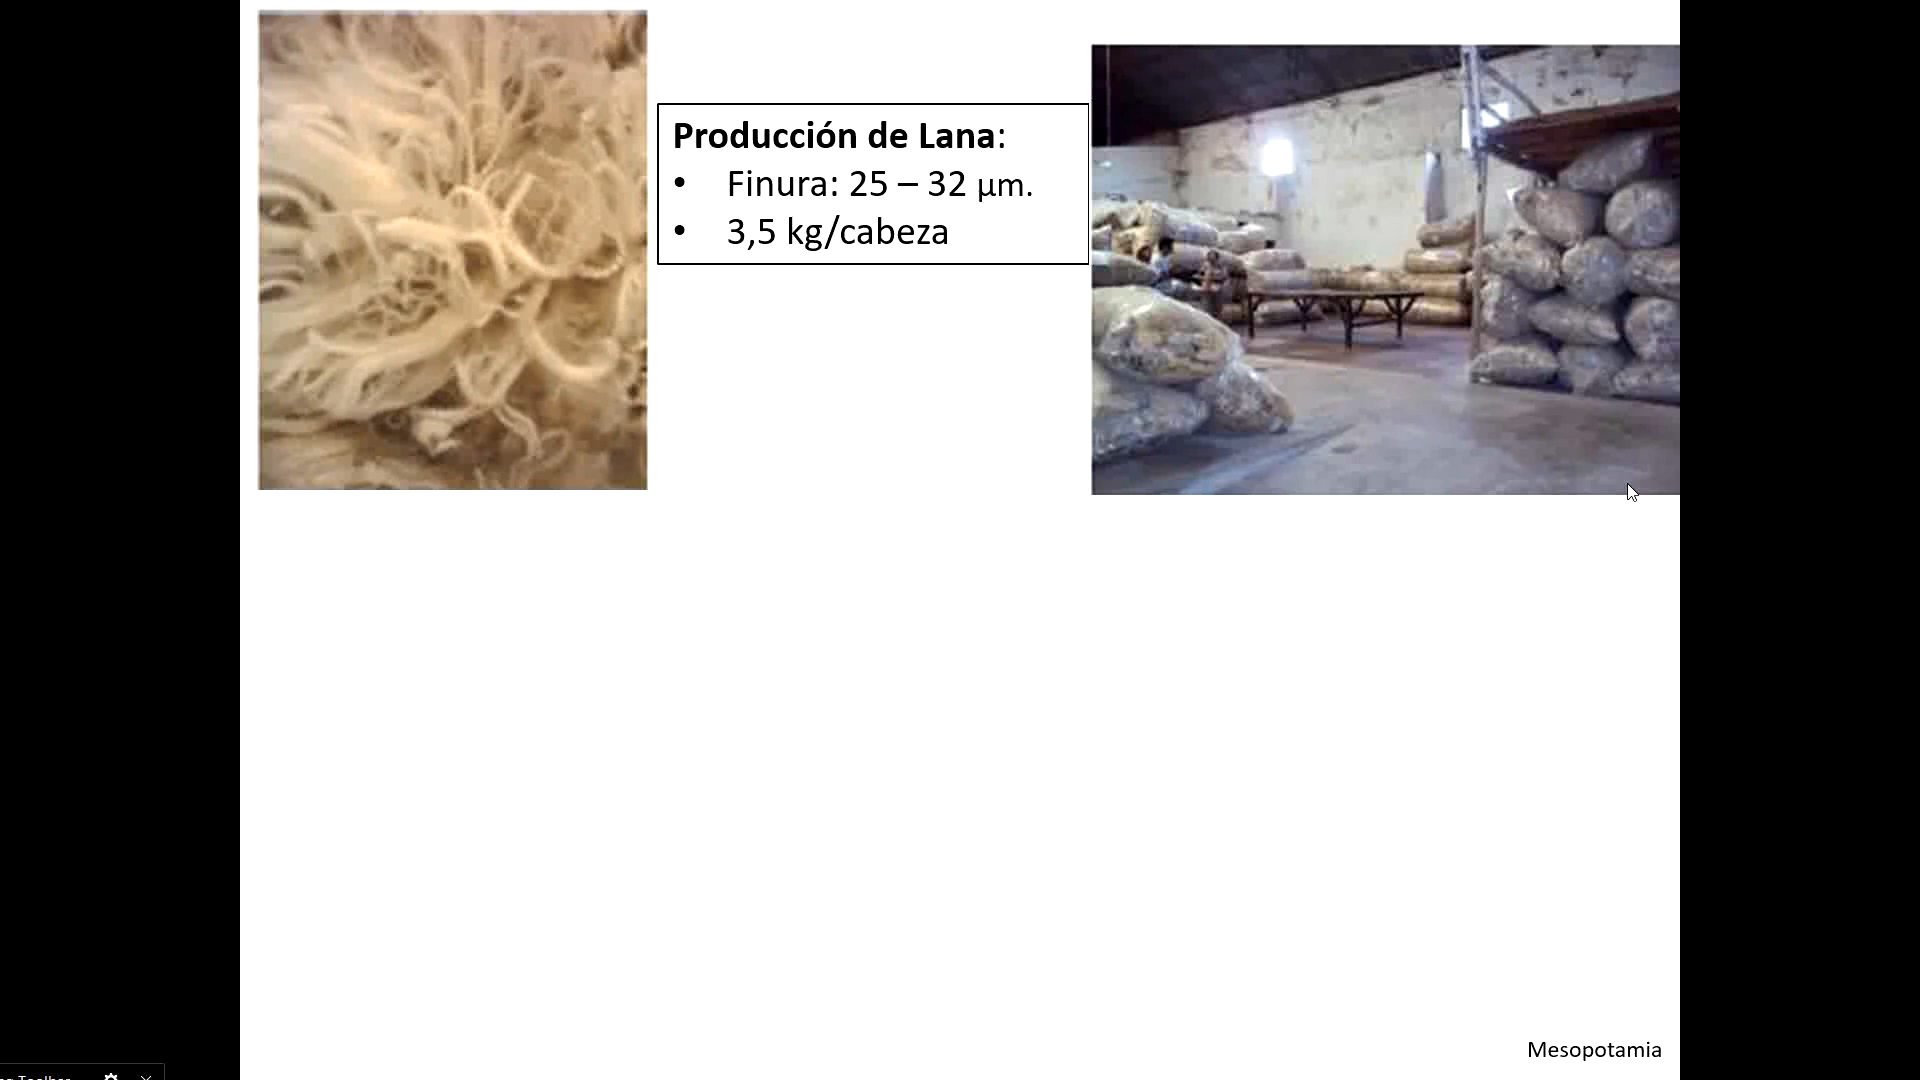 Producción de Lana:
• Finura: 25 – 32 µm.
• 3,5 kg/cabeza
Mesopotamia